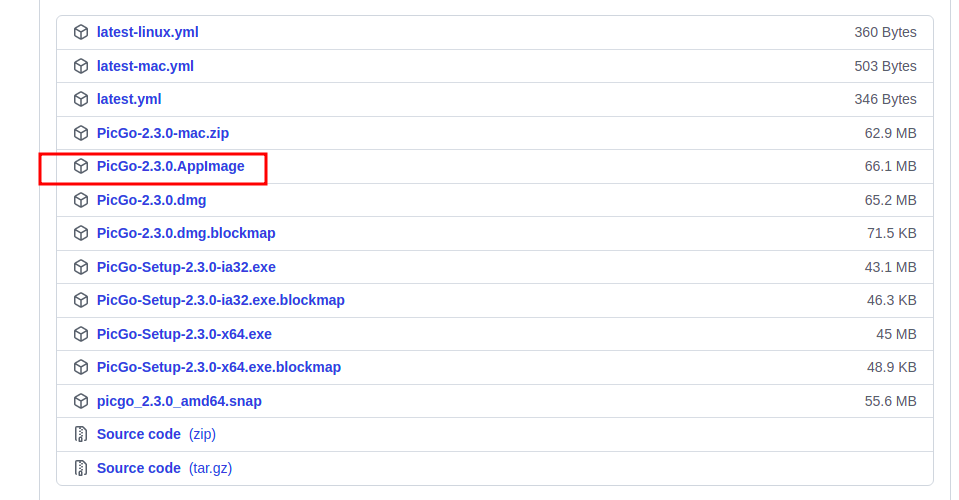 latest-linux.yml 360 Bytes
latest-mac.yml 503 Bytes
latest.yml 346 Bytes
PicGo-2.3.0-mac.zip 62.9 MB
PicGo-2.3.0.AppImage 66.1 MB
PicGo-2.3.0.dmg 65.2 MB
PicGo-2.3.0.dmg.blockmap 71.5 KB
PicGo-Setup-2.3.0-ia32.exe 43.1 MB
PicGo-Setup-2.3.0-ia32.exe.blockmap 46.3 KB
PicGo-Setup-2.3.0-x64.exe 45 MB
PicGo-Setup-2.3.0-x64.exe.blockmap 48.9 KB
picgo_2.3.0_amd64.snap 55.6 MB
Source code (zip)
Source code (tar.gz)